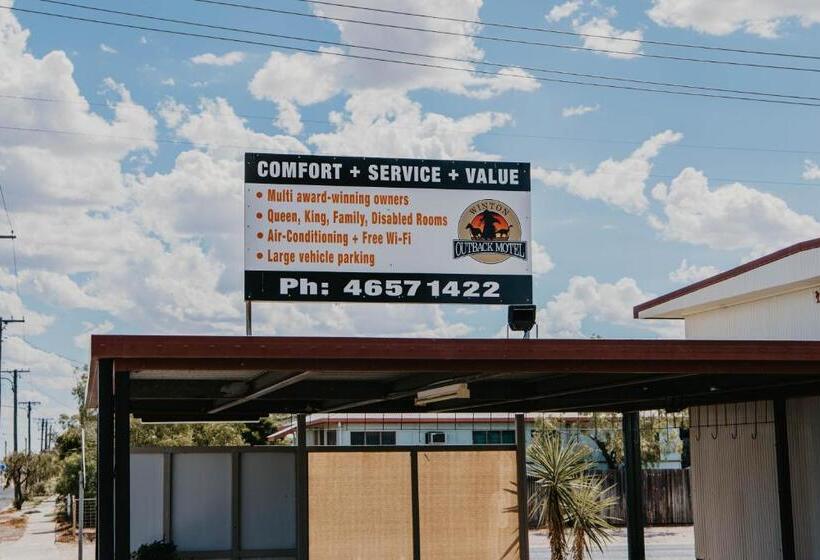 COMFORT + SERVICE + VALUE
• Multi award-winning owners
• Queen, King, Family, Disabled Rooms
• Air-Conditioning + Free Wi-Fi
• Large vehicle parking
WINTON
OUTBACK MOTEL
Ph: 4657 1422